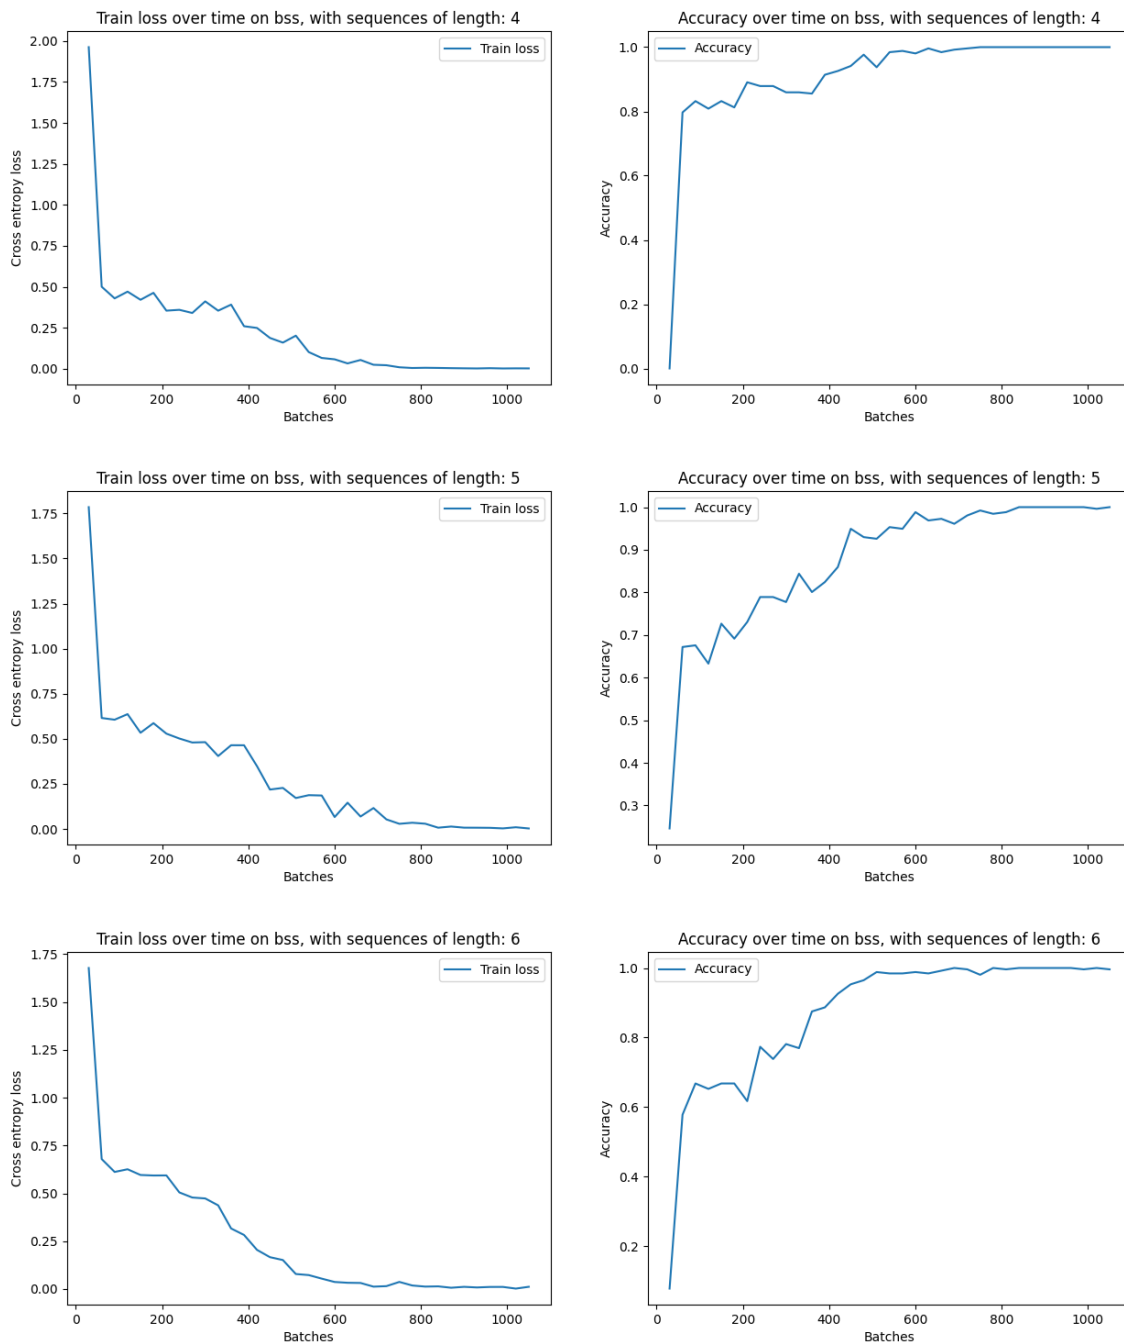 Train loss over time on bss, with sequences of length: 4
2.00
1.75
1.50
1.25
1.00
0.75
0.50
0.25
0.00
Cross entropy loss
Train loss
0 200 400 600 800 1000
Batches
Accuracy over time on bss, with sequences of length: 4
1.0
0.8
0.6
0.4
0.2
0.0
Accuracy
Accuracy
0 200 400 600 800 1000
Batches
Train loss over time on bss, with sequences of length: 5
1.75
1.50
1.25
1.00
0.75
0.50
0.25
0.00
Cross entropy loss
Train loss
0 200 400 600 800 1000
Batches
Accuracy over time on bss, with sequences of length: 5
1.0
0.9
0.8
0.7
0.6
0.5
0.4
0.3
Accuracy
Accuracy
0 200 400 600 800 1000
Batches
Train loss over time on bss, with sequences of length: 6
1.75
1.50
1.25
1.00
0.75
0.50
0.25
0.00
Cross entropy loss
Train loss
0 200 400 600 800 1000
Batches
Accuracy over time on bss, with sequences of length: 6
1.0
0.8
0.6
0.4
0.2
Accuracy
Accuracy
0 200 400 600 800 1000
Batches